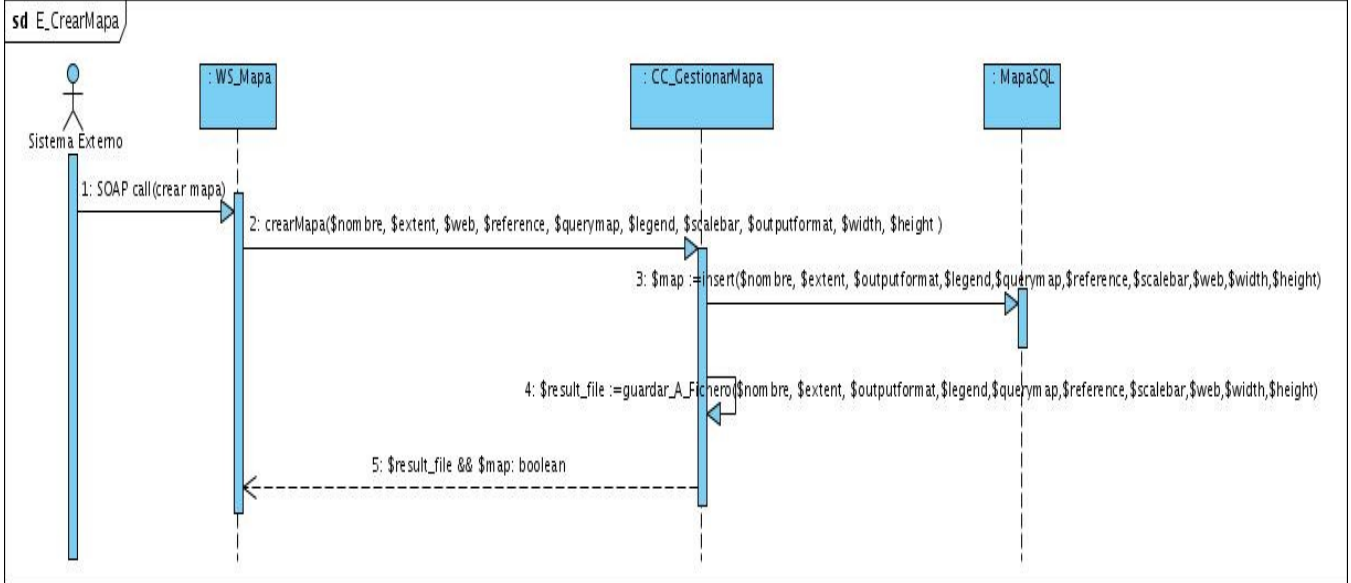 sd E_CrearMapa
: WS_Mapa
: CC_GestionarMapa
: MapaSQL
Sistema Externo
1: SOAP call(crear mapa)
2: crearMapa($nombre, $extent, $web, $reference, $querymap, $legend, $scalebar, $outputformat, $width, $height )
3: $map :=insert($nombre, $extent, $outputformat,$legend,$querymap,$reference,$scalebar,$web,$width,$height)
4: $result_file :=guardar_A_Fichero($nombre, $extent, $outputformat,$legend,$querymap,$reference,$scalebar,$web,$width,$height)
5: $result_file && $map: boolean